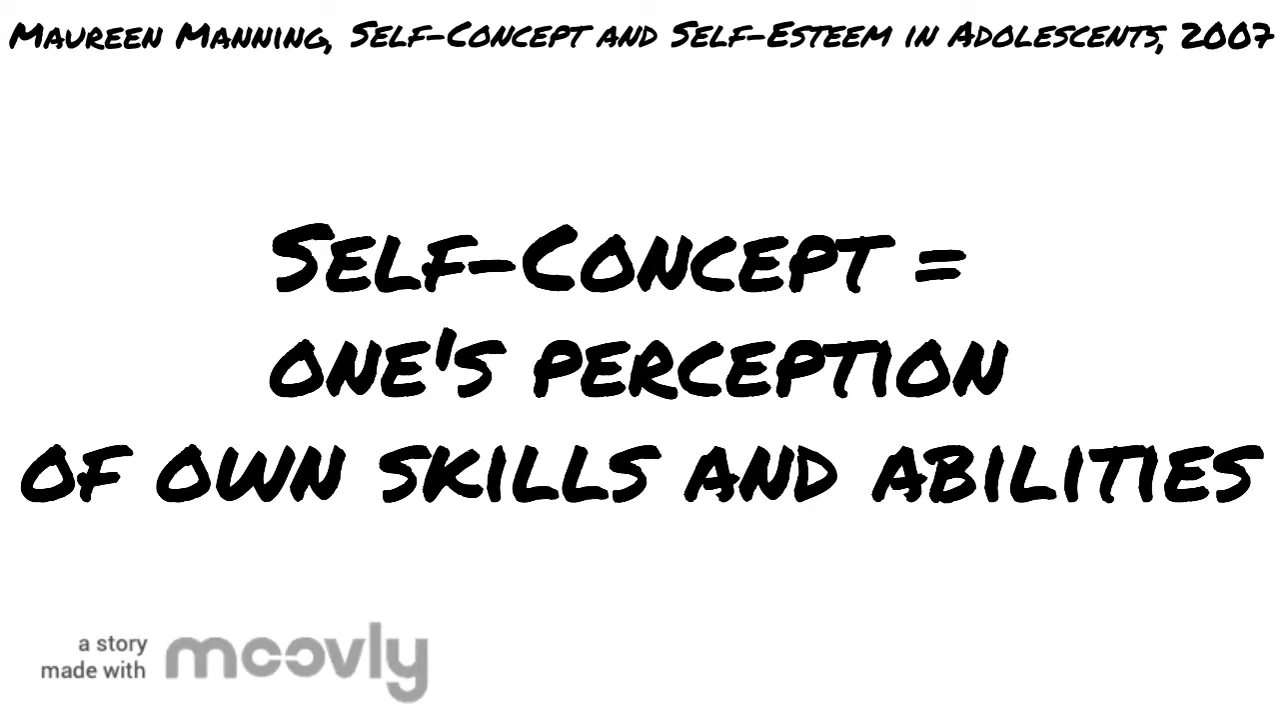 Maureen Manning, Self-Concept and Self-Esteem in Adolescents, 2007
Self-Concept =
one's perception
of own skills and abilities
a story
made with moovly